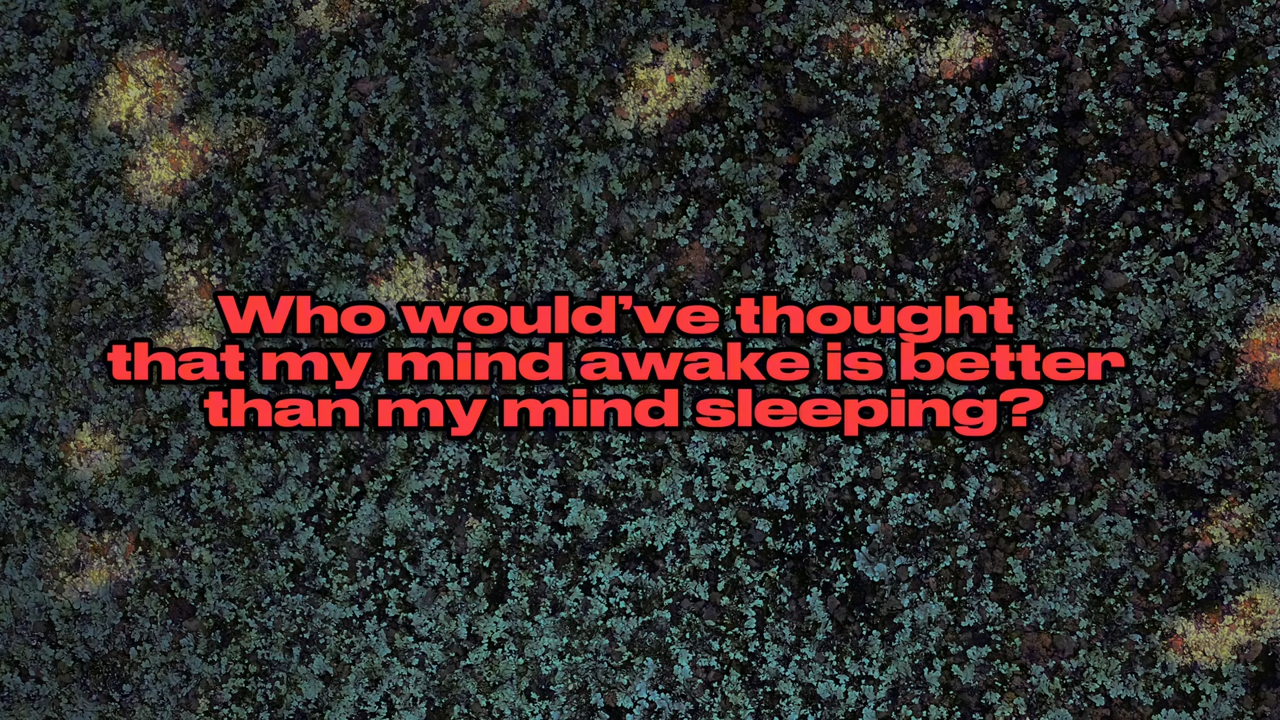 Who would’ve thought
that my mind awake is better
than my mind sleeping?